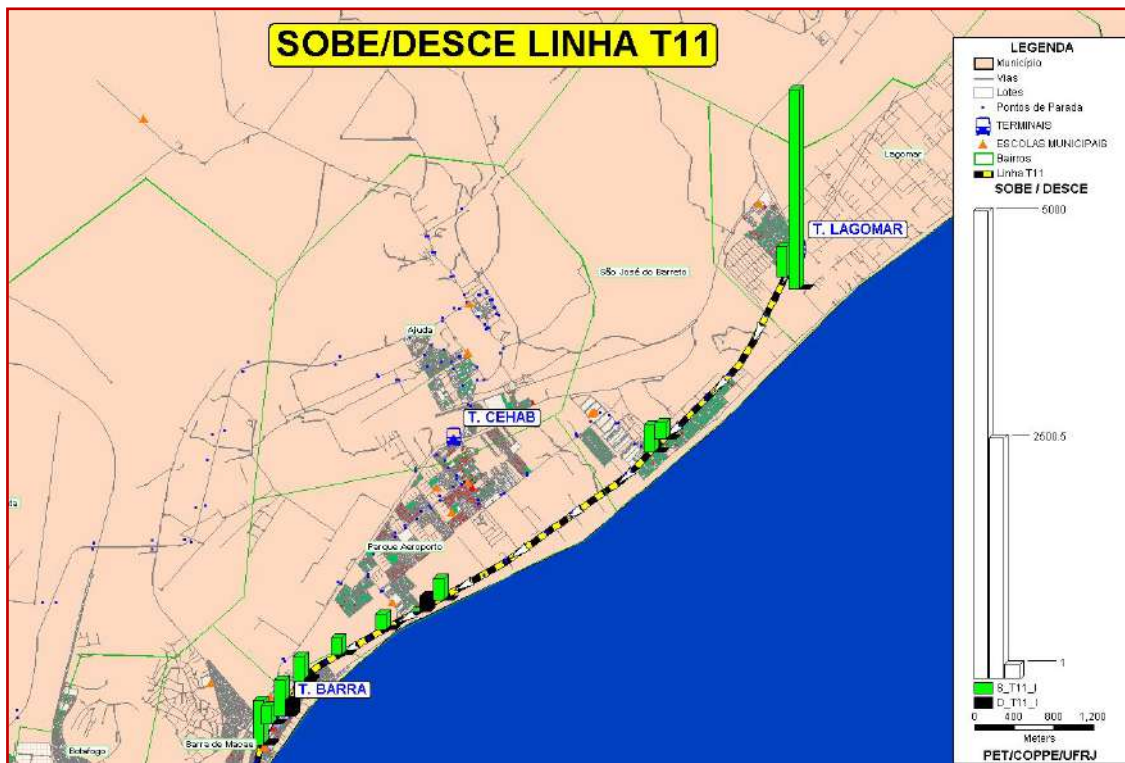 SOBE/DESCE LINHA T11
LEGENDA
Município
Vias
Lotes
Pontos de Parada
TERMINAIS
ESCOLAS MUNICIPAIS
Bairros
Linha T11
SOBE / DESCE
5000
2500.5
1
S_T11_I
D_T11_I
0 400 800 1,200
Meters
PET/COPPE/UFRJ
Lagomar
T. LAGOMAR
São José do Barreto
Ajuda
T. CEHAB
Parque Aeroporto
T. BARRA
Barra de Macae
Botafogo